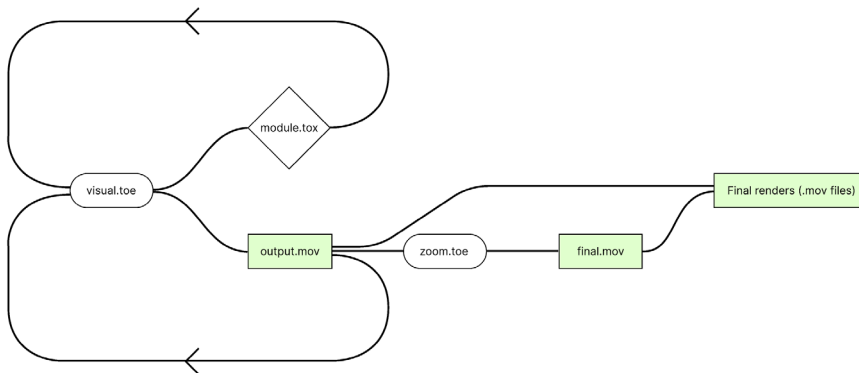 module.tox
visual.toe
Final renders (.mov files)
output.mov
zoom.toe
final.mov